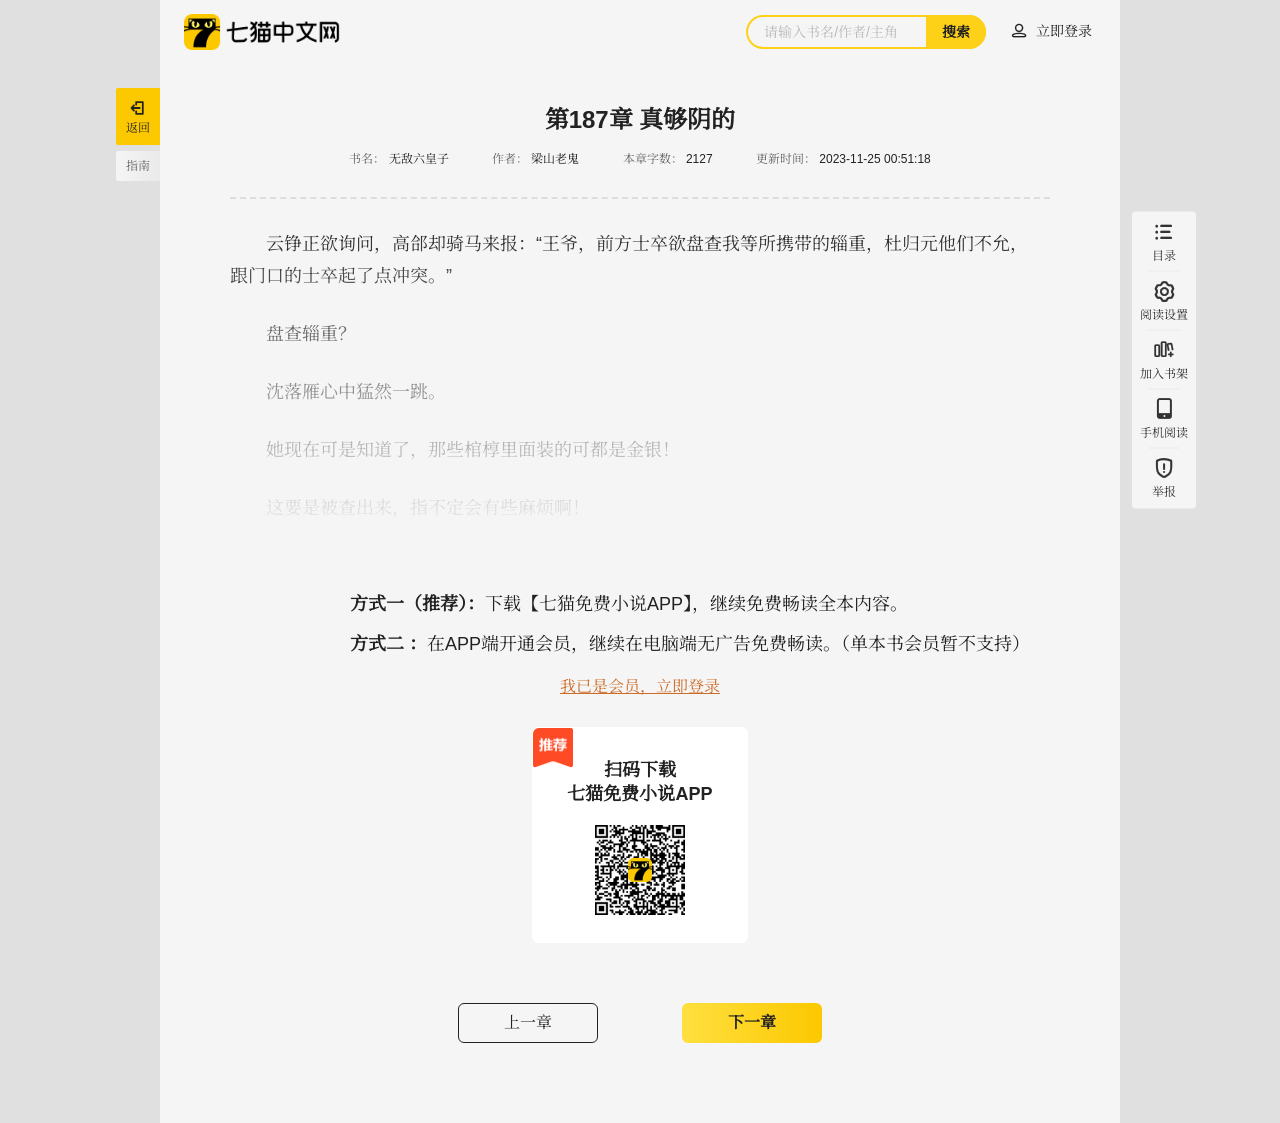 七猫中文网
请输入书名/作者/主角
搜索
立即登录
返回
指南
第187章 真够阴的
书名： 无敌六皇子 作者： 梁山老鬼 本章字数： 2127 更新时间： 2023-11-25 00:51:18
云铮正欲询问，高郃却骑马来报：“王爷，前方士卒欲盘查我等所携带的辎重，杜归元他们不允，
跟门口的士卒起了点冲突。”
盘查辎重？
沈落雁心中猛然一跳。
她现在可是知道了，那些棺椁里面装的可都是金银！
这要是被查出来，指不定会有些麻烦啊！
目录
阅读设置
加入书架
手机阅读
举报
方式一（推荐）：下载【七猫免费小说APP】，继续免费畅读全本内容。
方式二 ：在APP端开通会员，继续在电脑端无广告免费畅读。（单本书会员暂不支持）
我已是会员，立即登录
推荐
扫码下载
七猫免费小说APP
上一章
下一章